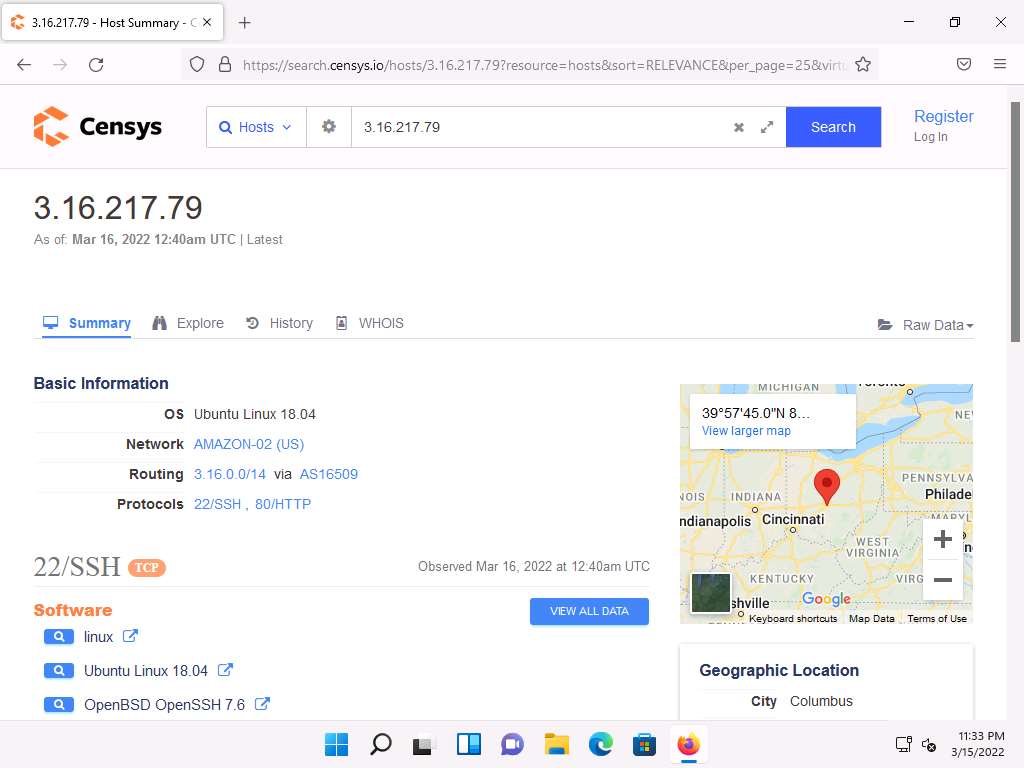 3.16.217.79 - Host Summary - C
https://search.censys.io/hosts/3.16.217.79?resource=hosts&sort=RELEVANCE&per_page=25&virtu
Censys
Hosts
3.16.217.79
Search
Register
Log In
3.16.217.79
As of: Mar 16, 2022 12:40am UTC | Latest
Summary
Explore
History
WHOIS
Raw Data
Basic Information
OS Ubuntu Linux 18.04
Network AMAZON-02 (US)
Routing 3.16.0.0/14 via AS16509
Protocols 22/SSH , 80/HTTP
22/SSH TCP
Observed Mar 16, 2022 at 12:40am UTC
Software
VIEW ALL DATA
linux
Ubuntu Linux 18.04
OpenBSD OpenSSH 7.6
MICHIGAN
Toronto
39°57'45.0"N 8...
View larger map
NE
PENNSYLV
NOIS
INDIANA
Philade
ndianapolis
Cincinnati
MARYL
WEST
VIRGINIA
KENTUCKY
VIRG
shville
Google
Keyboard shortcuts
Map Data
Terms of Use
Geographic Location
City Columbus
11:33 PM
3/15/2022